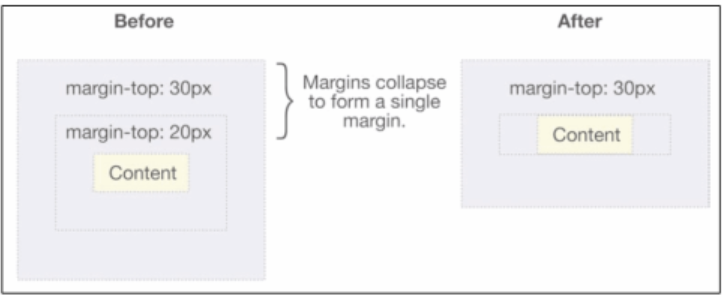 Before
After
margin-top: 30px
margin-top: 20px
Content
Margins collapse
to form a single
margin.
margin-top: 30px
Content